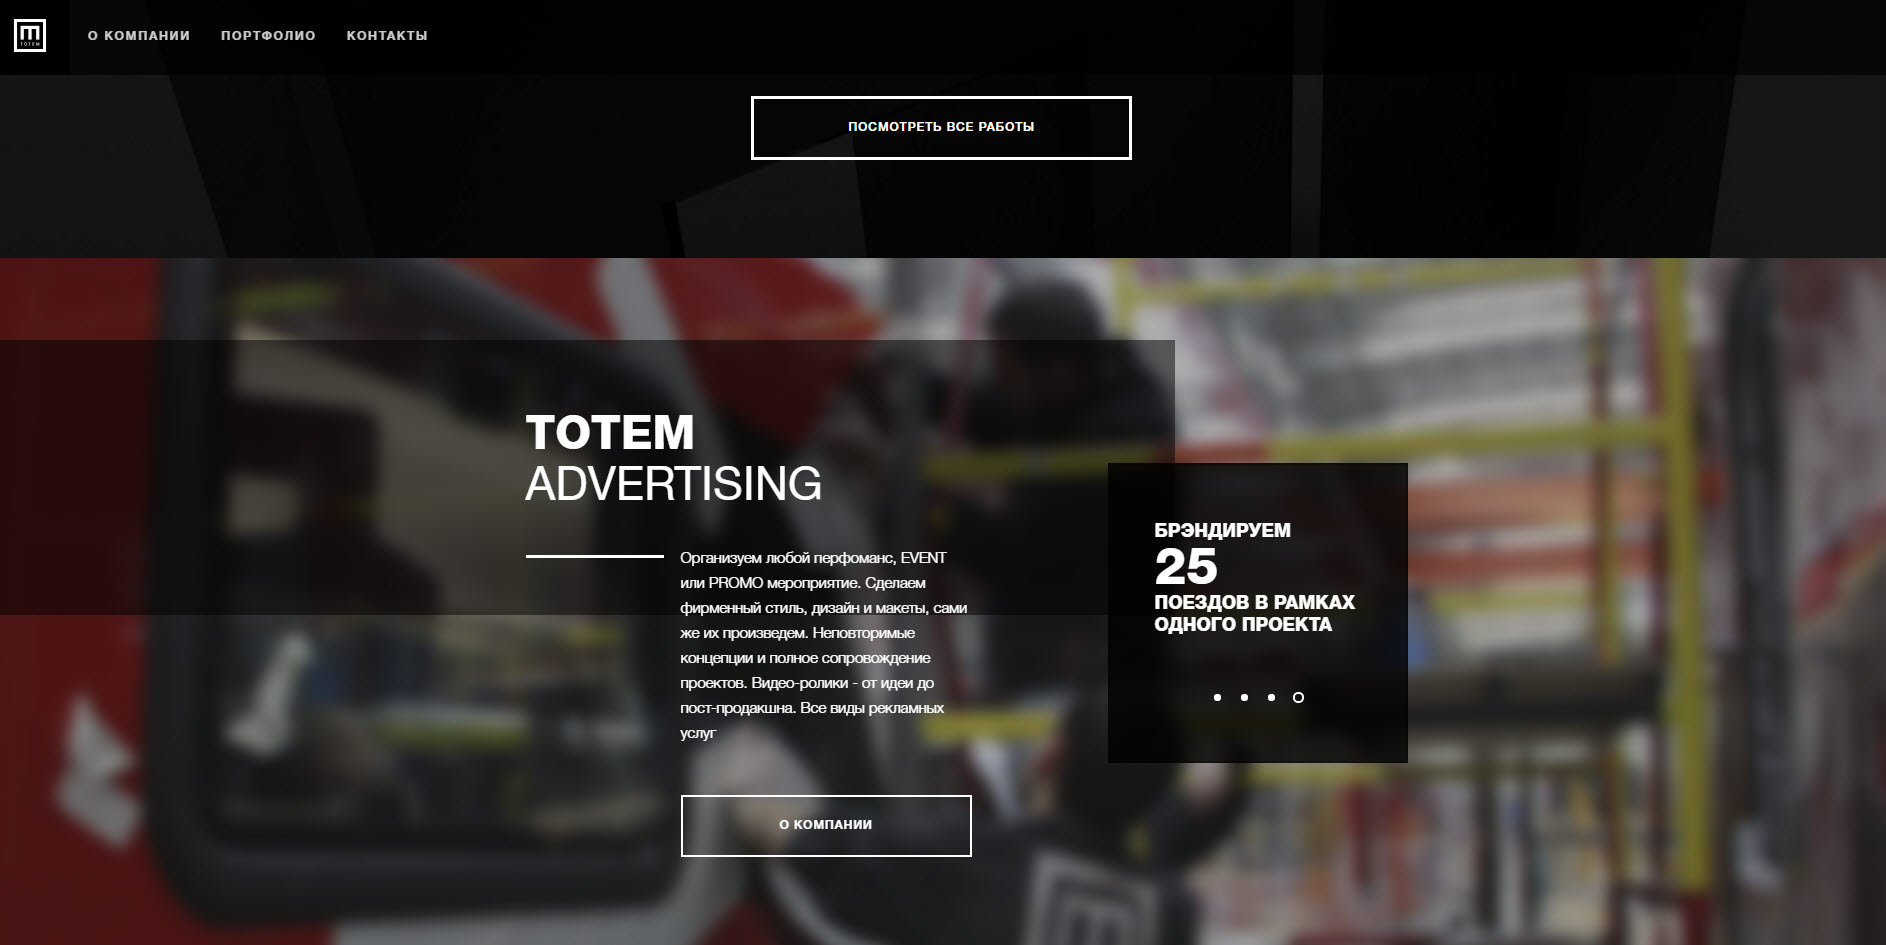 TOTEM
О КОМПАНИИ ПОРТФОЛИО КОНТАКТЫ
ПОСМОТРЕТЬ ВСЕ РАБОТЫ
TOTEM
ADVERTISING
Организуем любой перфоманс, EVENT
или PROMO мероприятие. Сделаем
фирменный стиль, дизайн и макеты, сами
же их произведем. Неповторимые
концепции и полное сопровождение
проектов. Видео-ролики - от идеи до
пост-продакшна. Все виды рекламных
услуг
О КОМПАНИИ
БРЭНДИРУЕМ
25
ПОЕЗДОВ В РАМКАХ
ОДНОГО ПРОЕКТА